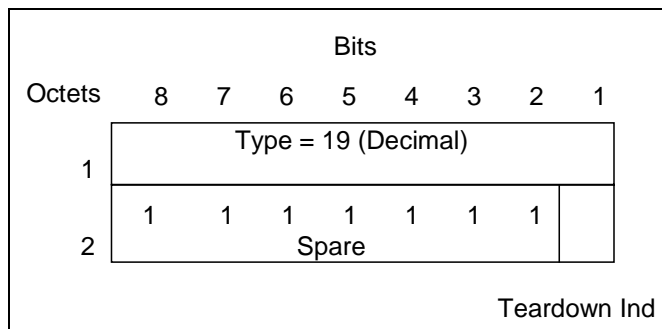 Bits
Octets 8 7 6 5 4 3 2 1
Type = 19 (Decimal)
1
1 1 1 1 1 1 1
2 Spare
Teardown Ind